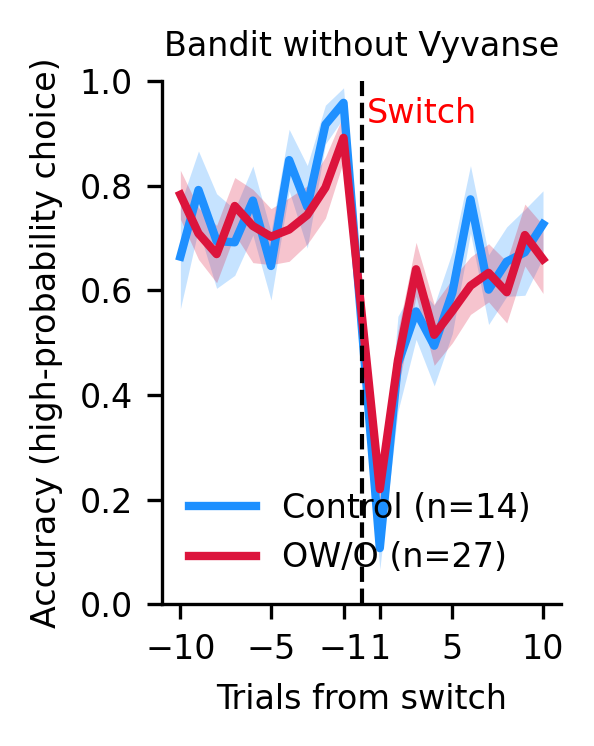 Bandit without Vyvanse
Accuracy (high-probability choice)
1.0
0.8
0.6
0.4
0.2
0.0
Switch
Control (n=14)
OW/O (n=27)
−10 −5 −1 1 5 10
Trials from switch